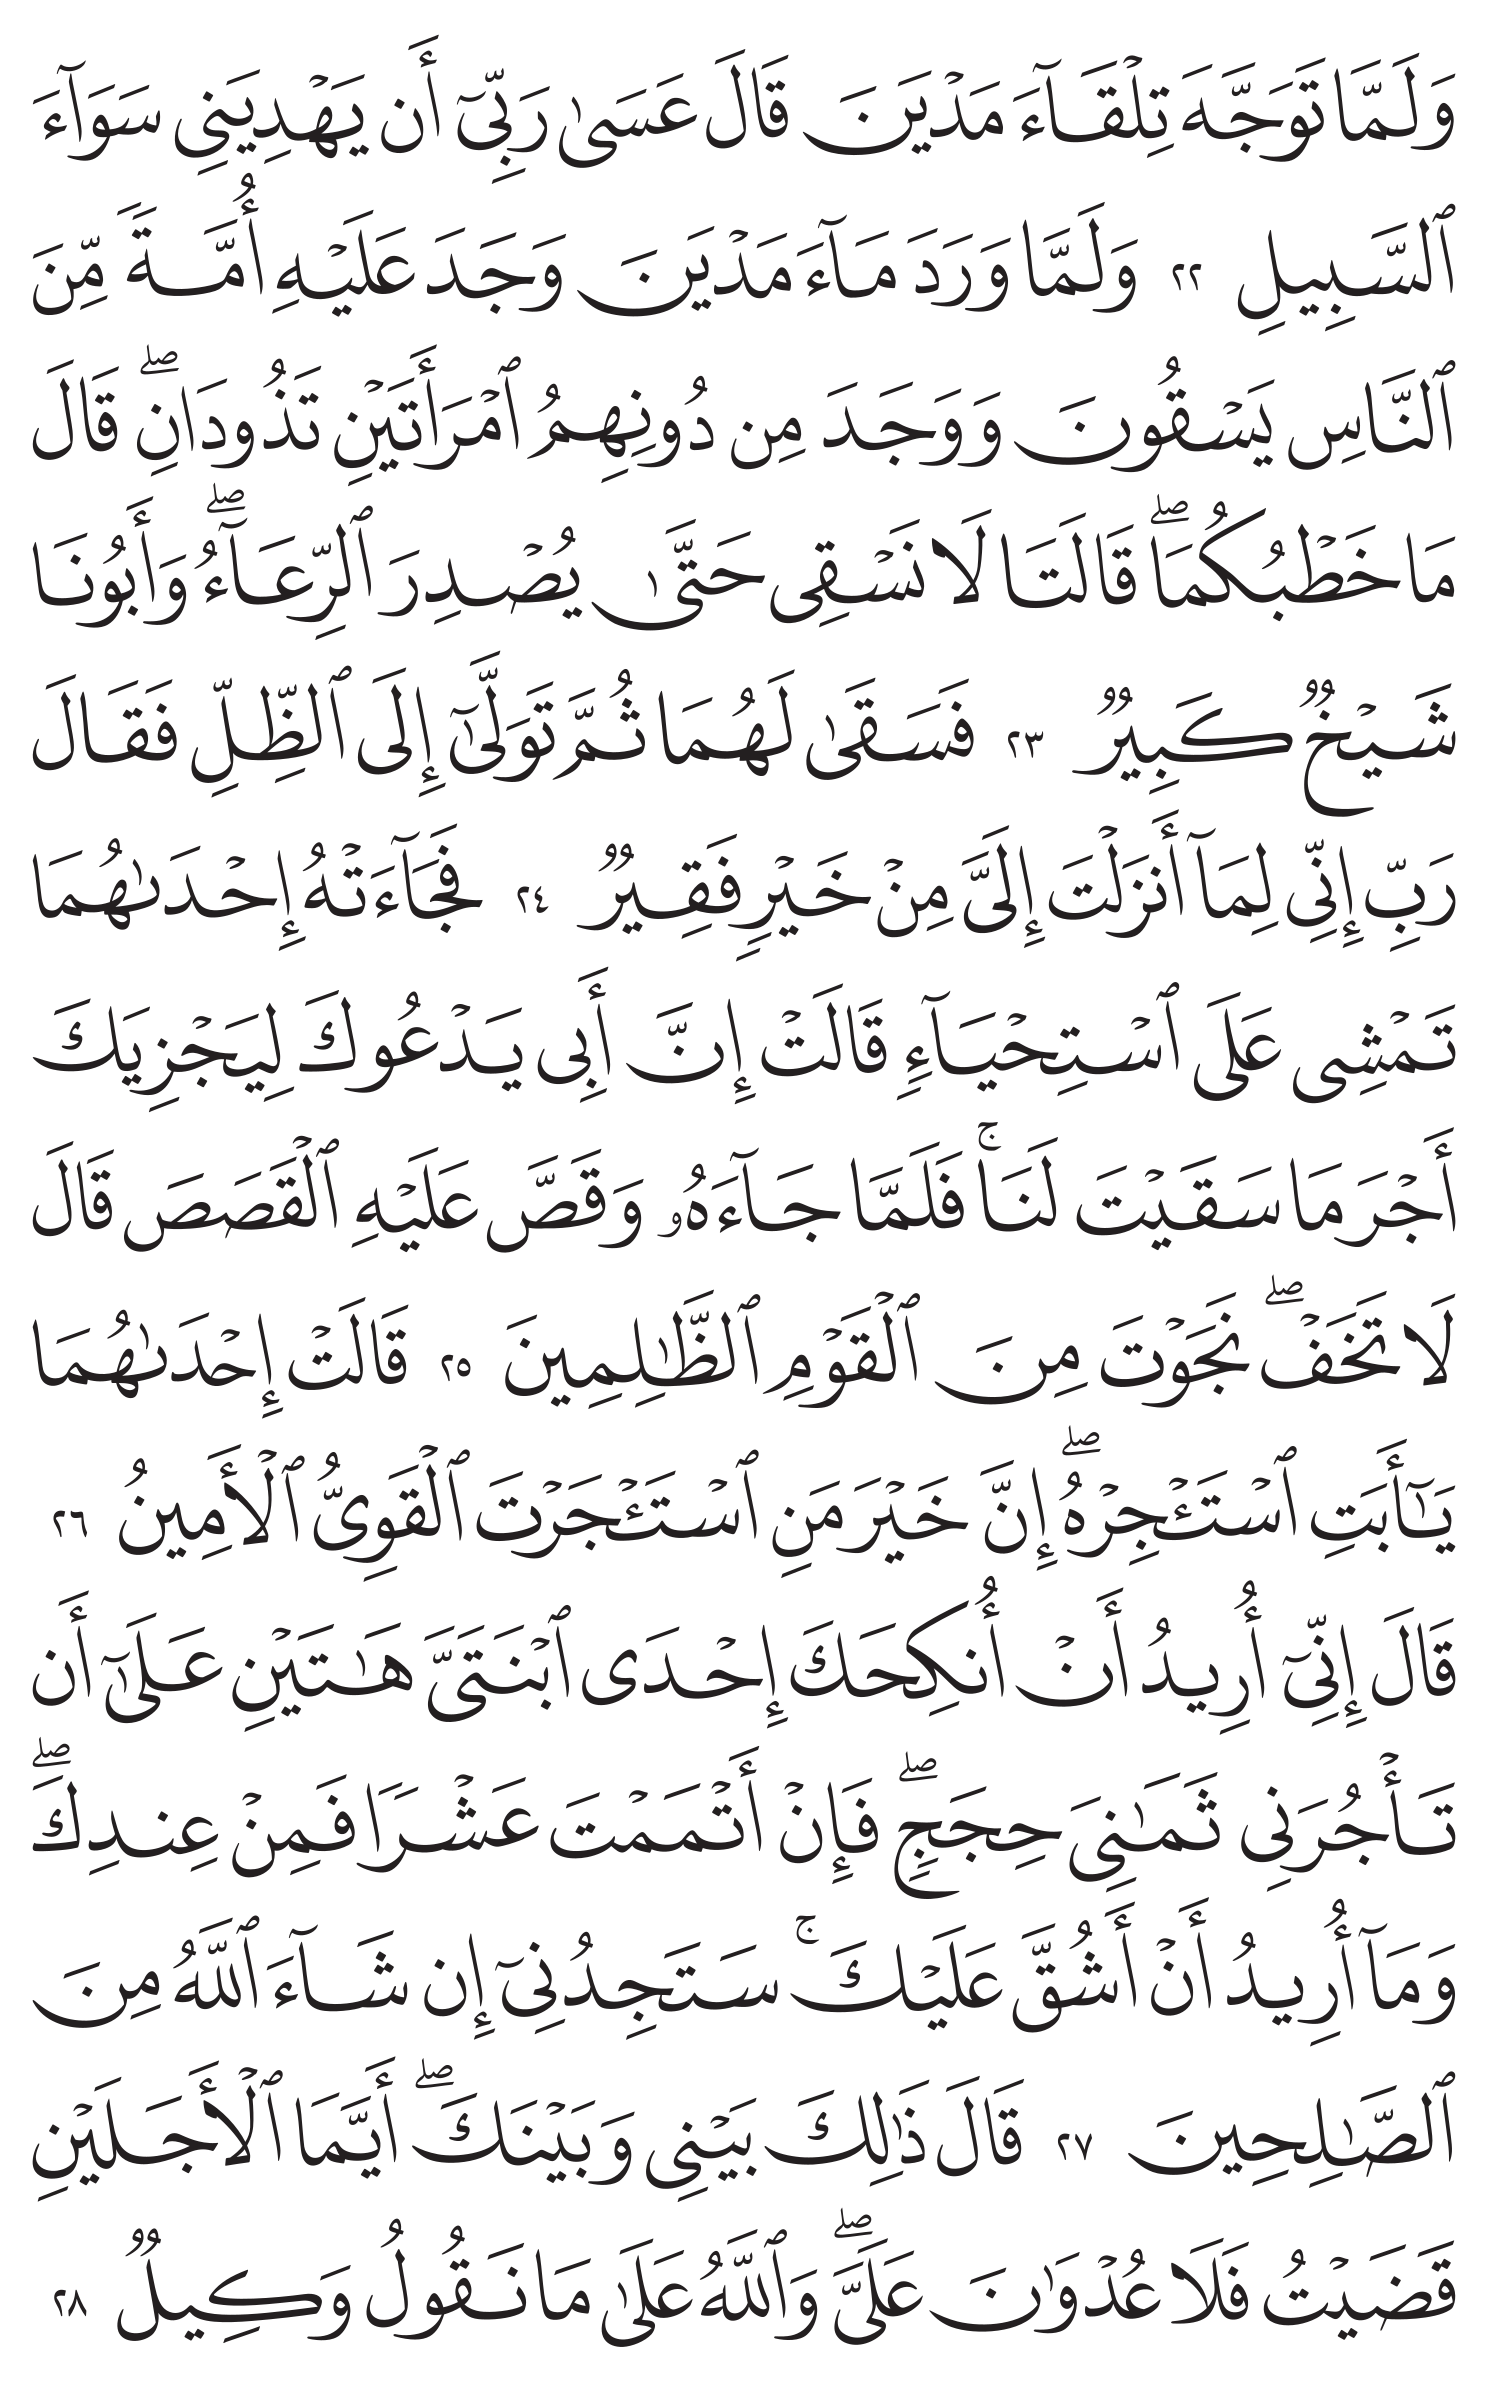 وَلَمَّا تَوَجَّهَ تِلۡقَآءَ مَدۡيَنَ قَالَ عَسَىٰ رَبِّيٓ أَن يَهۡدِيَنِي سَوَآءَ
ٱلسَّبِيلِ ٢٢ وَلَمَّا وَرَدَ مَآءَ مَدۡيَنَ وَجَدَ عَلَيۡهِ أُمَّةٗ مِّنَ
ٱلنَّاسِ يَسۡقُونَ وَوَجَدَ مِن دُونِهِمُ ٱمۡرَأَتَيۡنِ تَذُودَانِۖ قَالَ
مَا خَطۡبُكُمَاۖ قَالَتَا لَا نَسۡقِي حَتَّىٰ يُصۡدِرَ ٱلرِّعَآءُۖ وَأَبُونَا
شَيۡخٞ كَبِيرٞ ٢٣ فَسَقَىٰ لَهُمَا ثُمَّ تَوَلَّىٰٓ إِلَى ٱلظِّلِّ فَقَالَ
رَبِّ إِنِّي لِمَآ أَنزَلۡتَ إِلَيَّ مِنۡ خَيۡرٖ فَقِيرٞ ٢٤ فَجَآءَتۡهُ إِحۡدَىٰهُمَا
تَمۡشِي عَلَى ٱسۡتِحۡيَآءٖ قَالَتۡ إِنَّ أَبِي يَدۡعُوكَ لِيَجۡزِيَكَ
أَجۡرَ مَا سَقَيۡتَ لَنَاۚ فَلَمَّا جَآءَهُۥ وَقَصَّ عَلَيۡهِ ٱلۡقَصَصَ قَالَ
لَا تَخَفۡۖ نَجَوۡتَ مِنَ ٱلۡقَوۡمِ ٱلظَّٰلِمِينَ ٢٥ قَالَتۡ إِحۡدَىٰهُمَا
يَٰٓأَبَتِ ٱسۡتَـٔۡجِرۡهُۖ إِنَّ خَيۡرَ مَنِ ٱسۡتَـٔۡجَرۡتَ ٱلۡقَوِيُّ ٱلۡأَمِينُ ٢٦
قَالَ إِنِّيٓ أُرِيدُ أَنۡ أُنكِحَكَ إِحۡدَى ٱبۡنَتَيَّ هَٰتَيۡنِ عَلَىٰٓ أَن
تَأۡجُرَنِي ثَمَٰنِيَ حِجَجٖۖ فَإِنۡ أَتۡمَمۡتَ عَشۡرٗا فَمِنۡ عِندِكَۖ
وَمَآ أُرِيدُ أَنۡ أَشُقَّ عَلَيۡكَۚ سَتَجِدُنِيٓ إِن شَآءَ ٱللَّهُ مِنَ
ٱلصَّٰلِحِينَ ٢٧ قَالَ ذَٰلِكَ بَيۡنِي وَبَيۡنَكَۖ أَيَّمَا ٱلۡأَجَلَيۡنِ
قَضَيۡتُ فَلَا عُدۡوَٰنَ عَلَيَّۖ وَٱللَّهُ عَلَىٰ مَا نَقُولُ وَكِيلٞ ٢٨